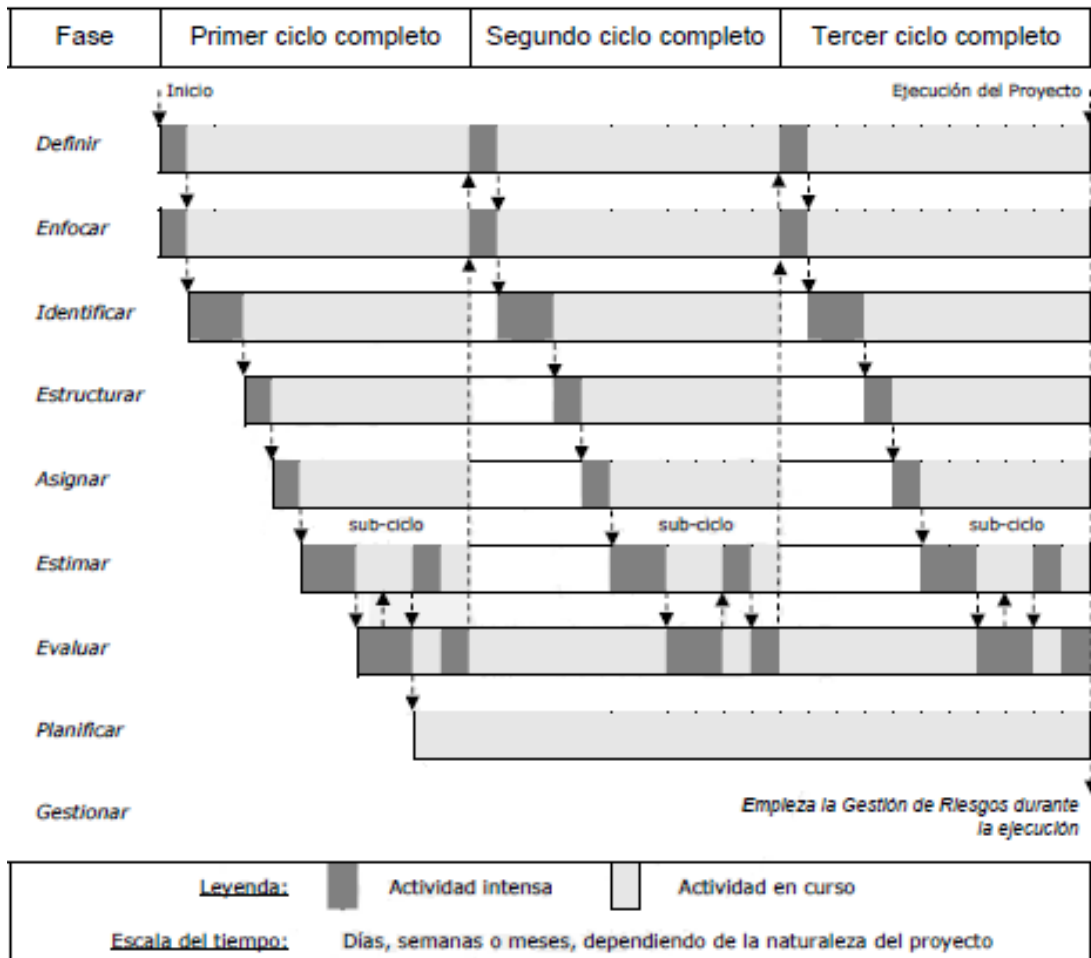 Fase Primer ciclo completo Segundo ciclo completo Tercer ciclo completo
Inicio Ejecución del Proyecto
Definir
Enfocar
Identificar
Estructurar
Asignar
sub-ciclo sub-ciclo sub-ciclo
Estimar
Evaluar
Planificar
Gestionar
Empieza la Gestión de Riesgos durante
la ejecución
Leyenda: Actividad intensa Actividad en curso
Escala del tiempo: Días, semanas o meses, dependiendo de la naturaleza del proyecto